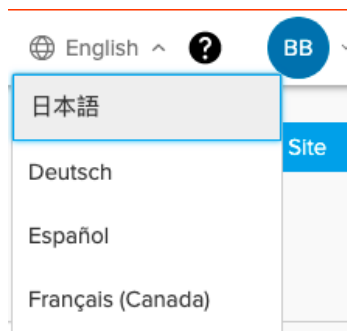 English ? BB
日本語
Site
Deutsch
Español
Français (Canada)